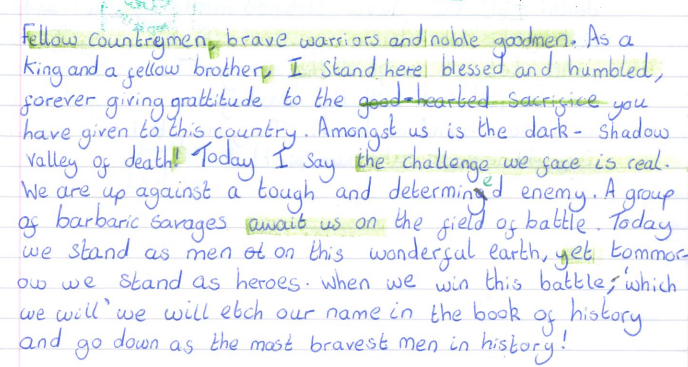 Fellow countreymen, brave warriors and noble goodmen. As a
King and a fellow brother, I stand here blessed and humbled,
forever giving grattitude to the good-hearted sacrifice you
have given to this country. Amongst us is the dark-shadow
valley of death! Today I say the challenge we face is real.
We are up against a tough and determined enemy. A group
of barbaric savages await us on the field of battle. Today
we stand as men ot on this wonderful earth, yet tommor-
ow we stand as heroes. When we win this battle, 'which
we will' we will etch our name in the book of history
and go down as the most bravest men in history!